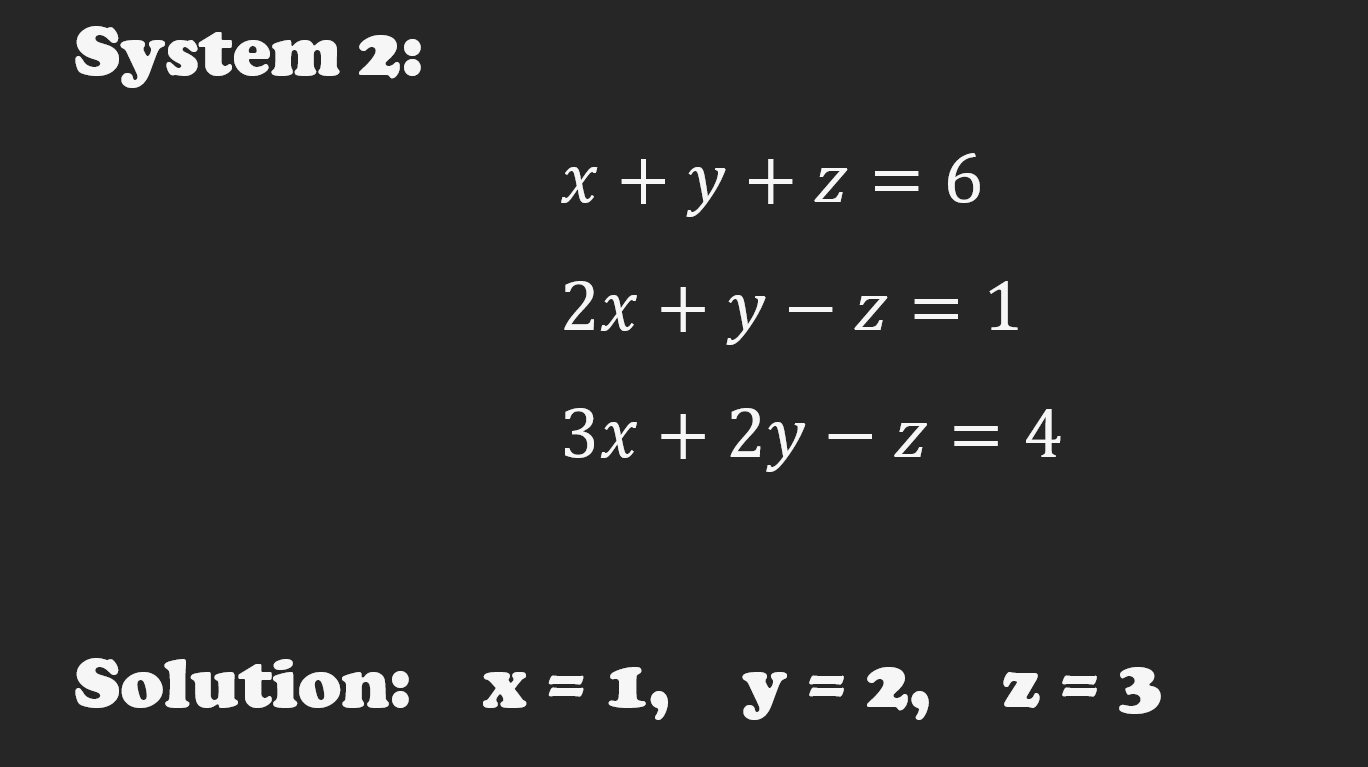 System 2:
𝑥 + 𝑦 + 𝑧 = 6
2𝑥 + 𝑦 − 𝑧 = 1
3𝑥 + 2𝑦 − 𝑧 = 4
Solution: x = 1, y = 2, z = 3